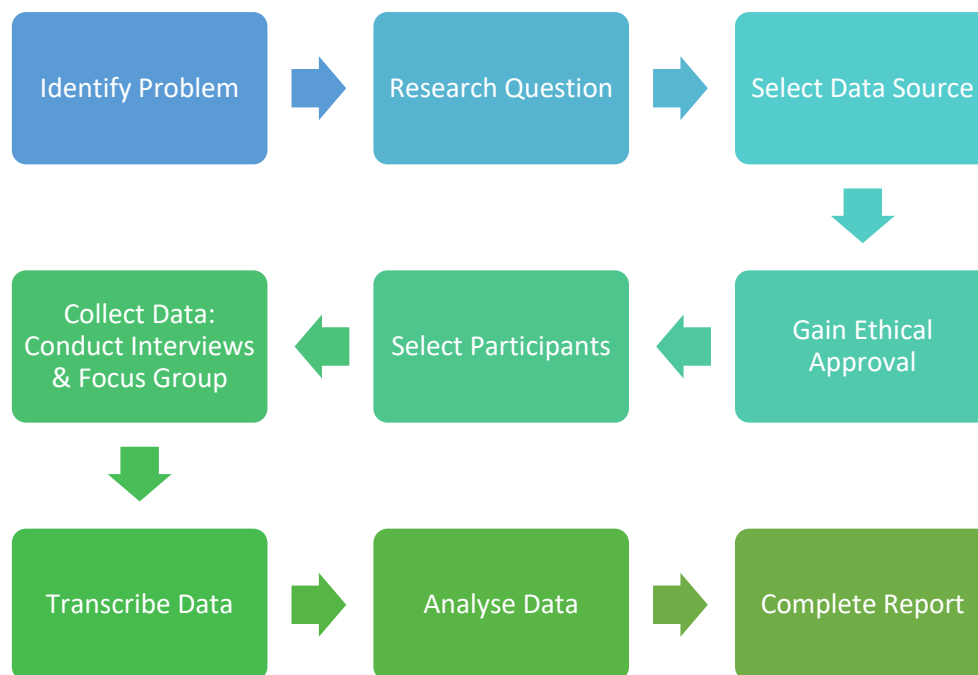 Identify Problem
Research Question
Select Data Source
Gain Ethical
Approval
Select Participants
Collect Data:
Conduct Interviews
& Focus Group
Transcribe Data
Analyse Data
Complete Report